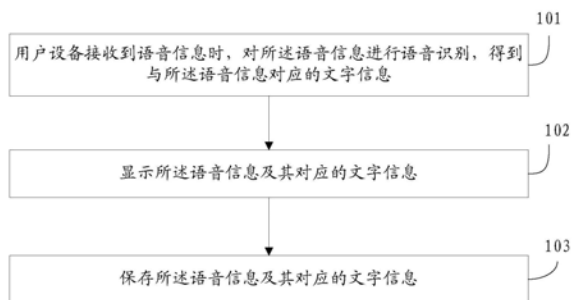 101
用户设备接收到语音信息时，对所述语音信息进行语音识别，得到
与所述语音信息对应的文字信息
102
显示所述语音信息及其对应的文字信息
103
保存所述语音信息及其对应的文字信息